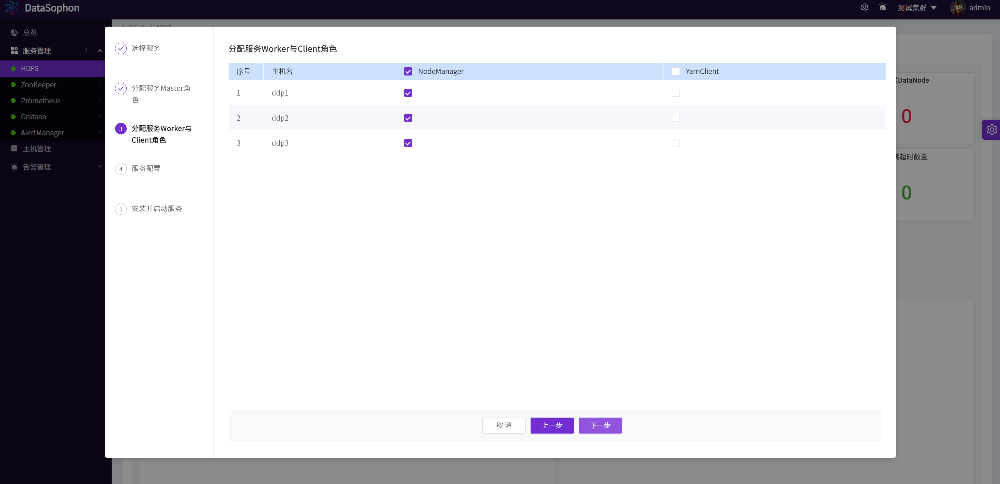 DataSophon
测试集群
admin
总览
服务管理
HDFS
ZooKeeper
Prometheus
Grafana
AlertManager
主机管理
告警管理
服务管理 / HDFS
选择服务
分配服务Master角
色
3
分配服务Worker与
Client角色
4
服务配置
5
安装并启动服务
分配服务Worker与Client角色
序号 主机名 NodeManager YarnClient
1 ddp1
2 ddp2
3 ddp3
取 消
上一步
下一步
DataNode
0
超时数量
0